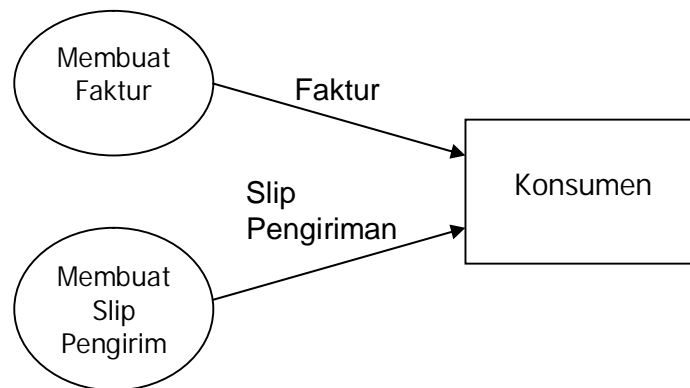 Membuat
Faktur
Faktur
Konsumen
Slip
Pengiriman
Membuat
Slip
Pengirim